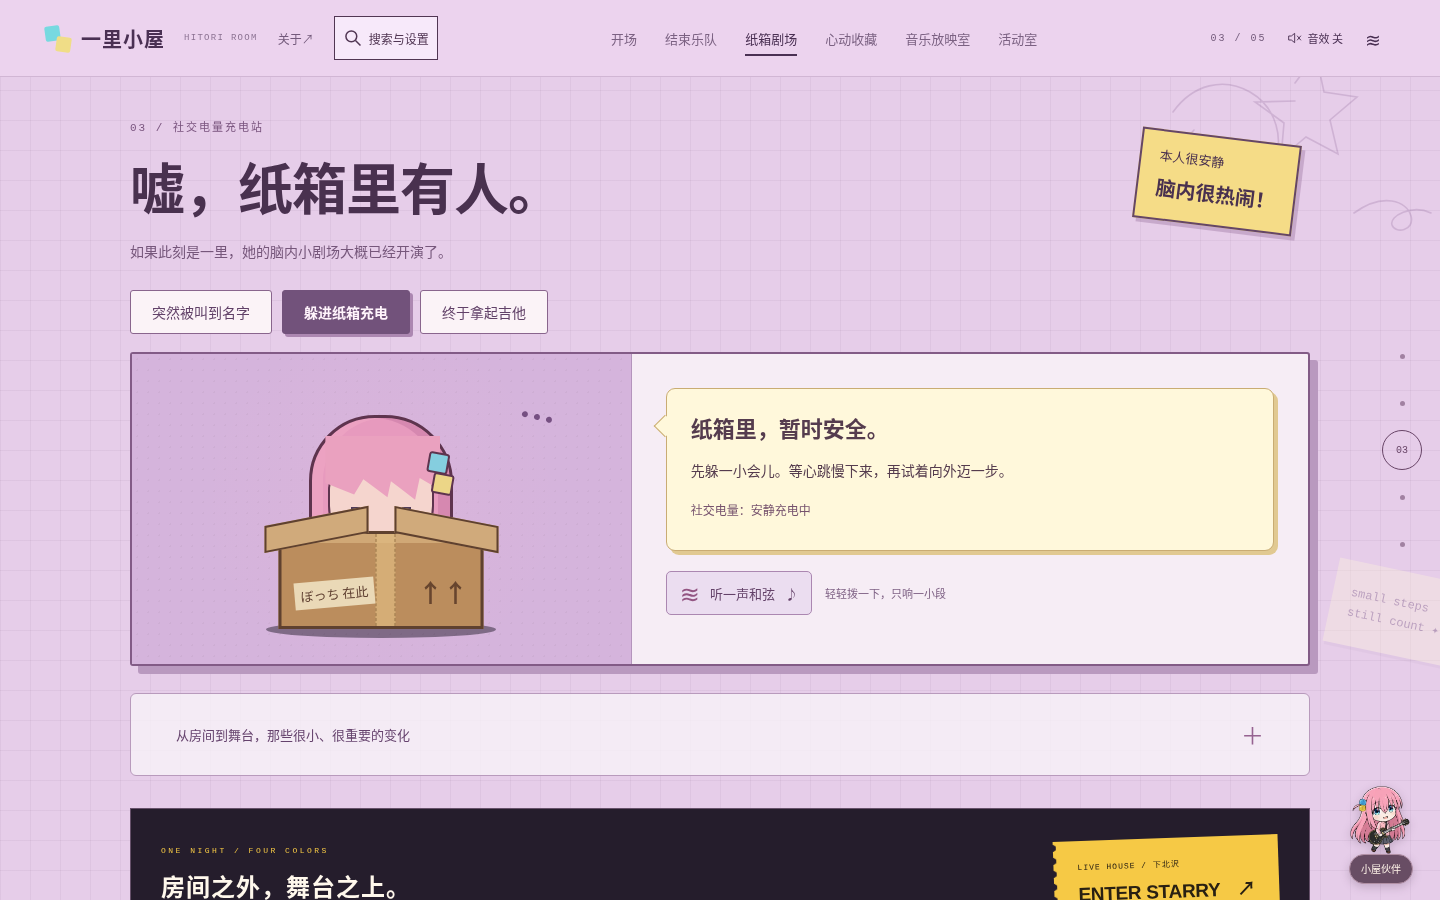 一里小屋
HITORI ROOM
关于↗
搜索与设置
开场
结束乐队
纸箱剧场
心动收藏
音乐放映室
活动室
03 / 05
音效 关
03 / 社交电量充电站
嘘，纸箱里有人。
如果此刻是一里，她的脑内小剧场大概已经开演了。
本人很安静
脑内很热闹！
突然被叫到名字
躲进纸箱充电
终于拿起吉他
ぼっち 在此
↑↑
纸箱里，暂时安全。
先躲一小会儿。等心跳慢下来，再试着向外迈一步。
社交电量：安静充电中
听一声和弦 ♪
轻轻拨一下，只响一小段
03
small steps
still count ✦
从房间到舞台，那些很小、很重要的变化
ONE NIGHT / FOUR COLORS
房间之外，舞台之上。
LIVE HOUSE / 下北沢
ENTER STARRY ↗
小屋伙伴